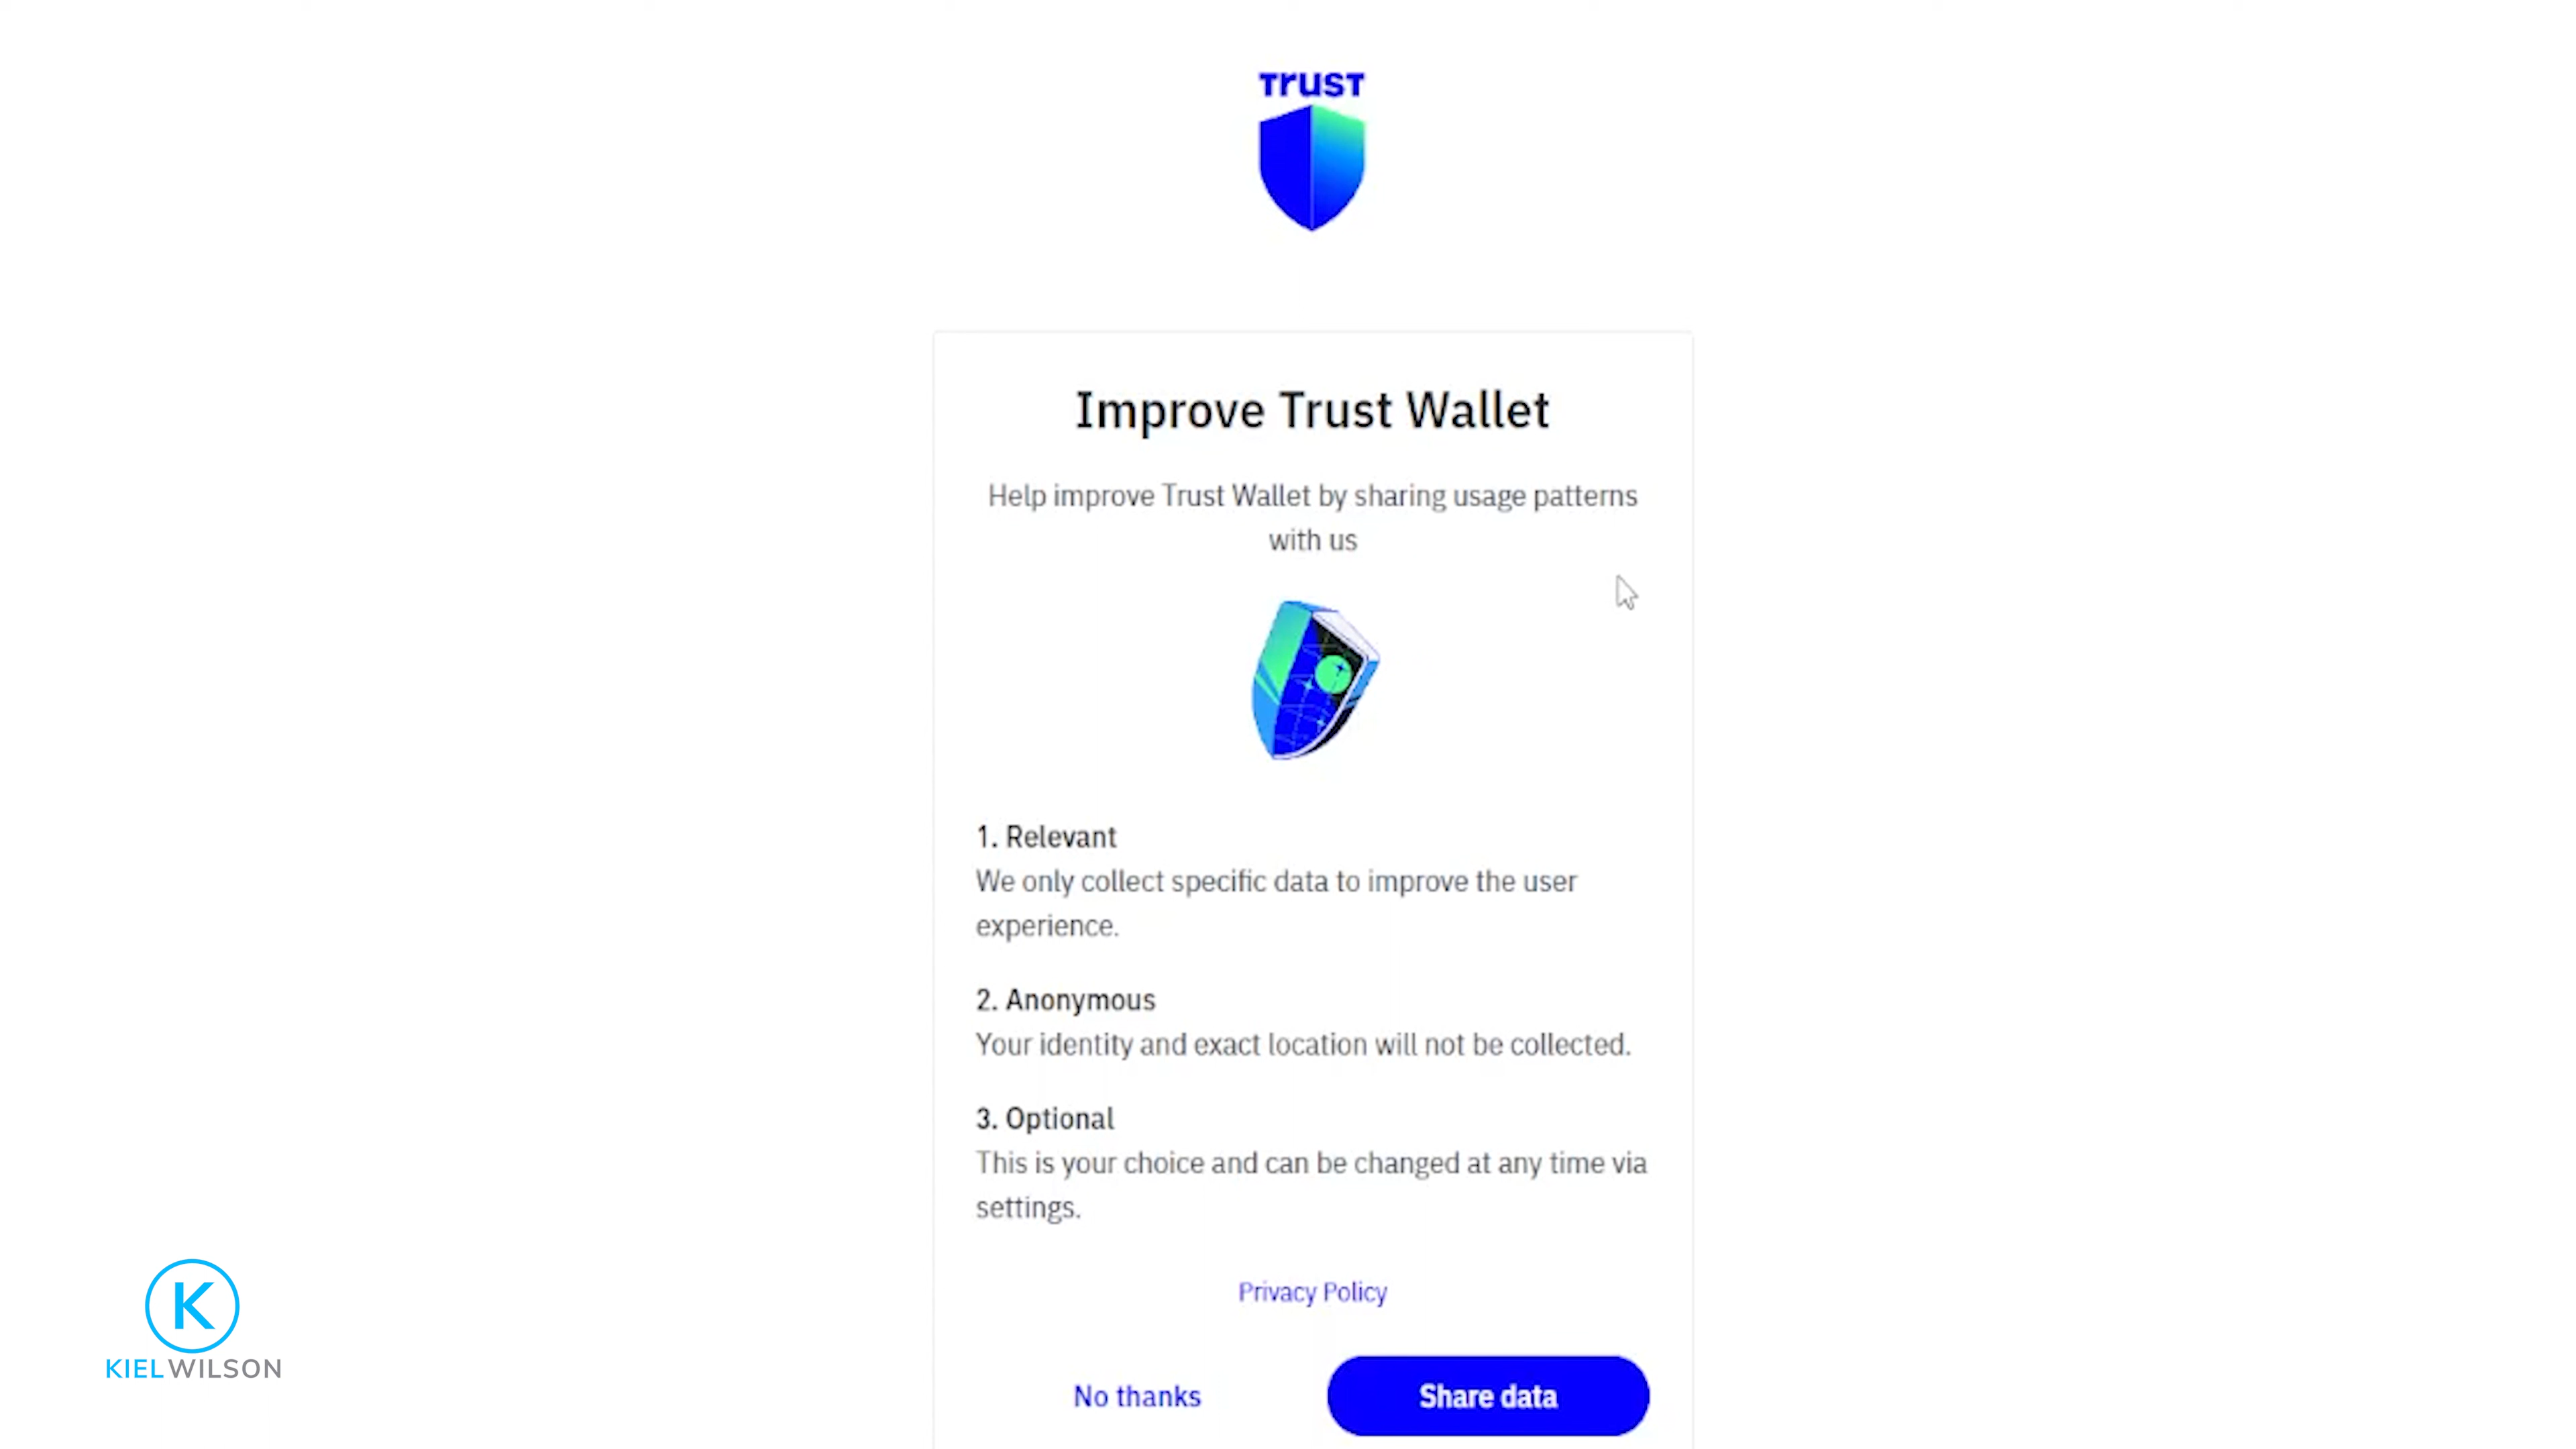 TRUST
Improve Trust Wallet
Help improve Trust Wallet by sharing usage patterns
with us
1. Relevant
We only collect specific data to improve the user
experience.
2. Anonymous
Your identity and exact location will not be collected.
3. Optional
This is your choice and can be changed at any time via
settings.
Privacy Policy
No thanks
Share data
K
KIELWILSON